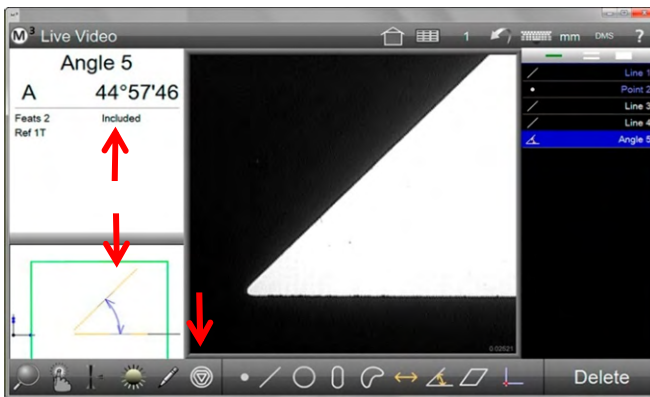 M3 Live Video
1
mm
DMS
?
Angle 5
A 44°57'46
Feats 2 Included
Ref 1T
Line 1
Point 2
Line 3
Line 4
Angle 5
0.02621
Delete